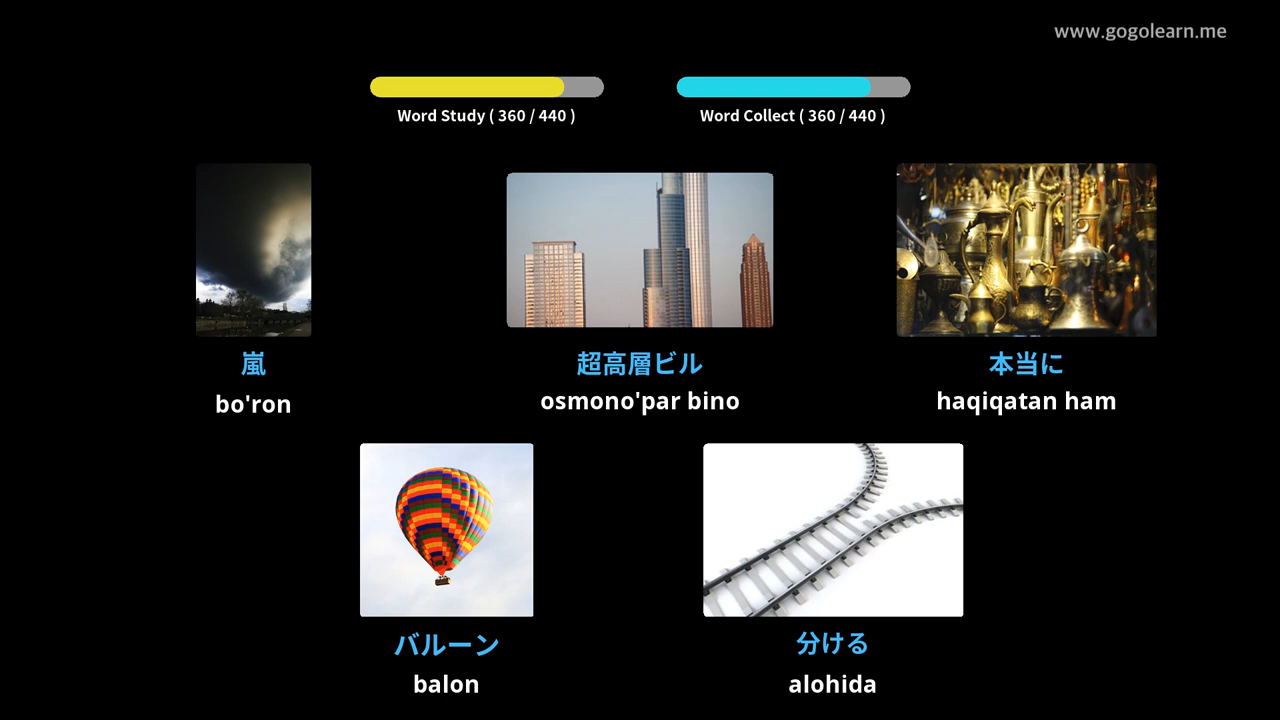 www.gogolearn.me
Word Study ( 360 / 440 )
Word Collect ( 360 / 440 )
嵐
bo'ron
超高層ビル
osmono'par bino
本当に
haqiqatan ham
バルーン
balon
分ける
alohida